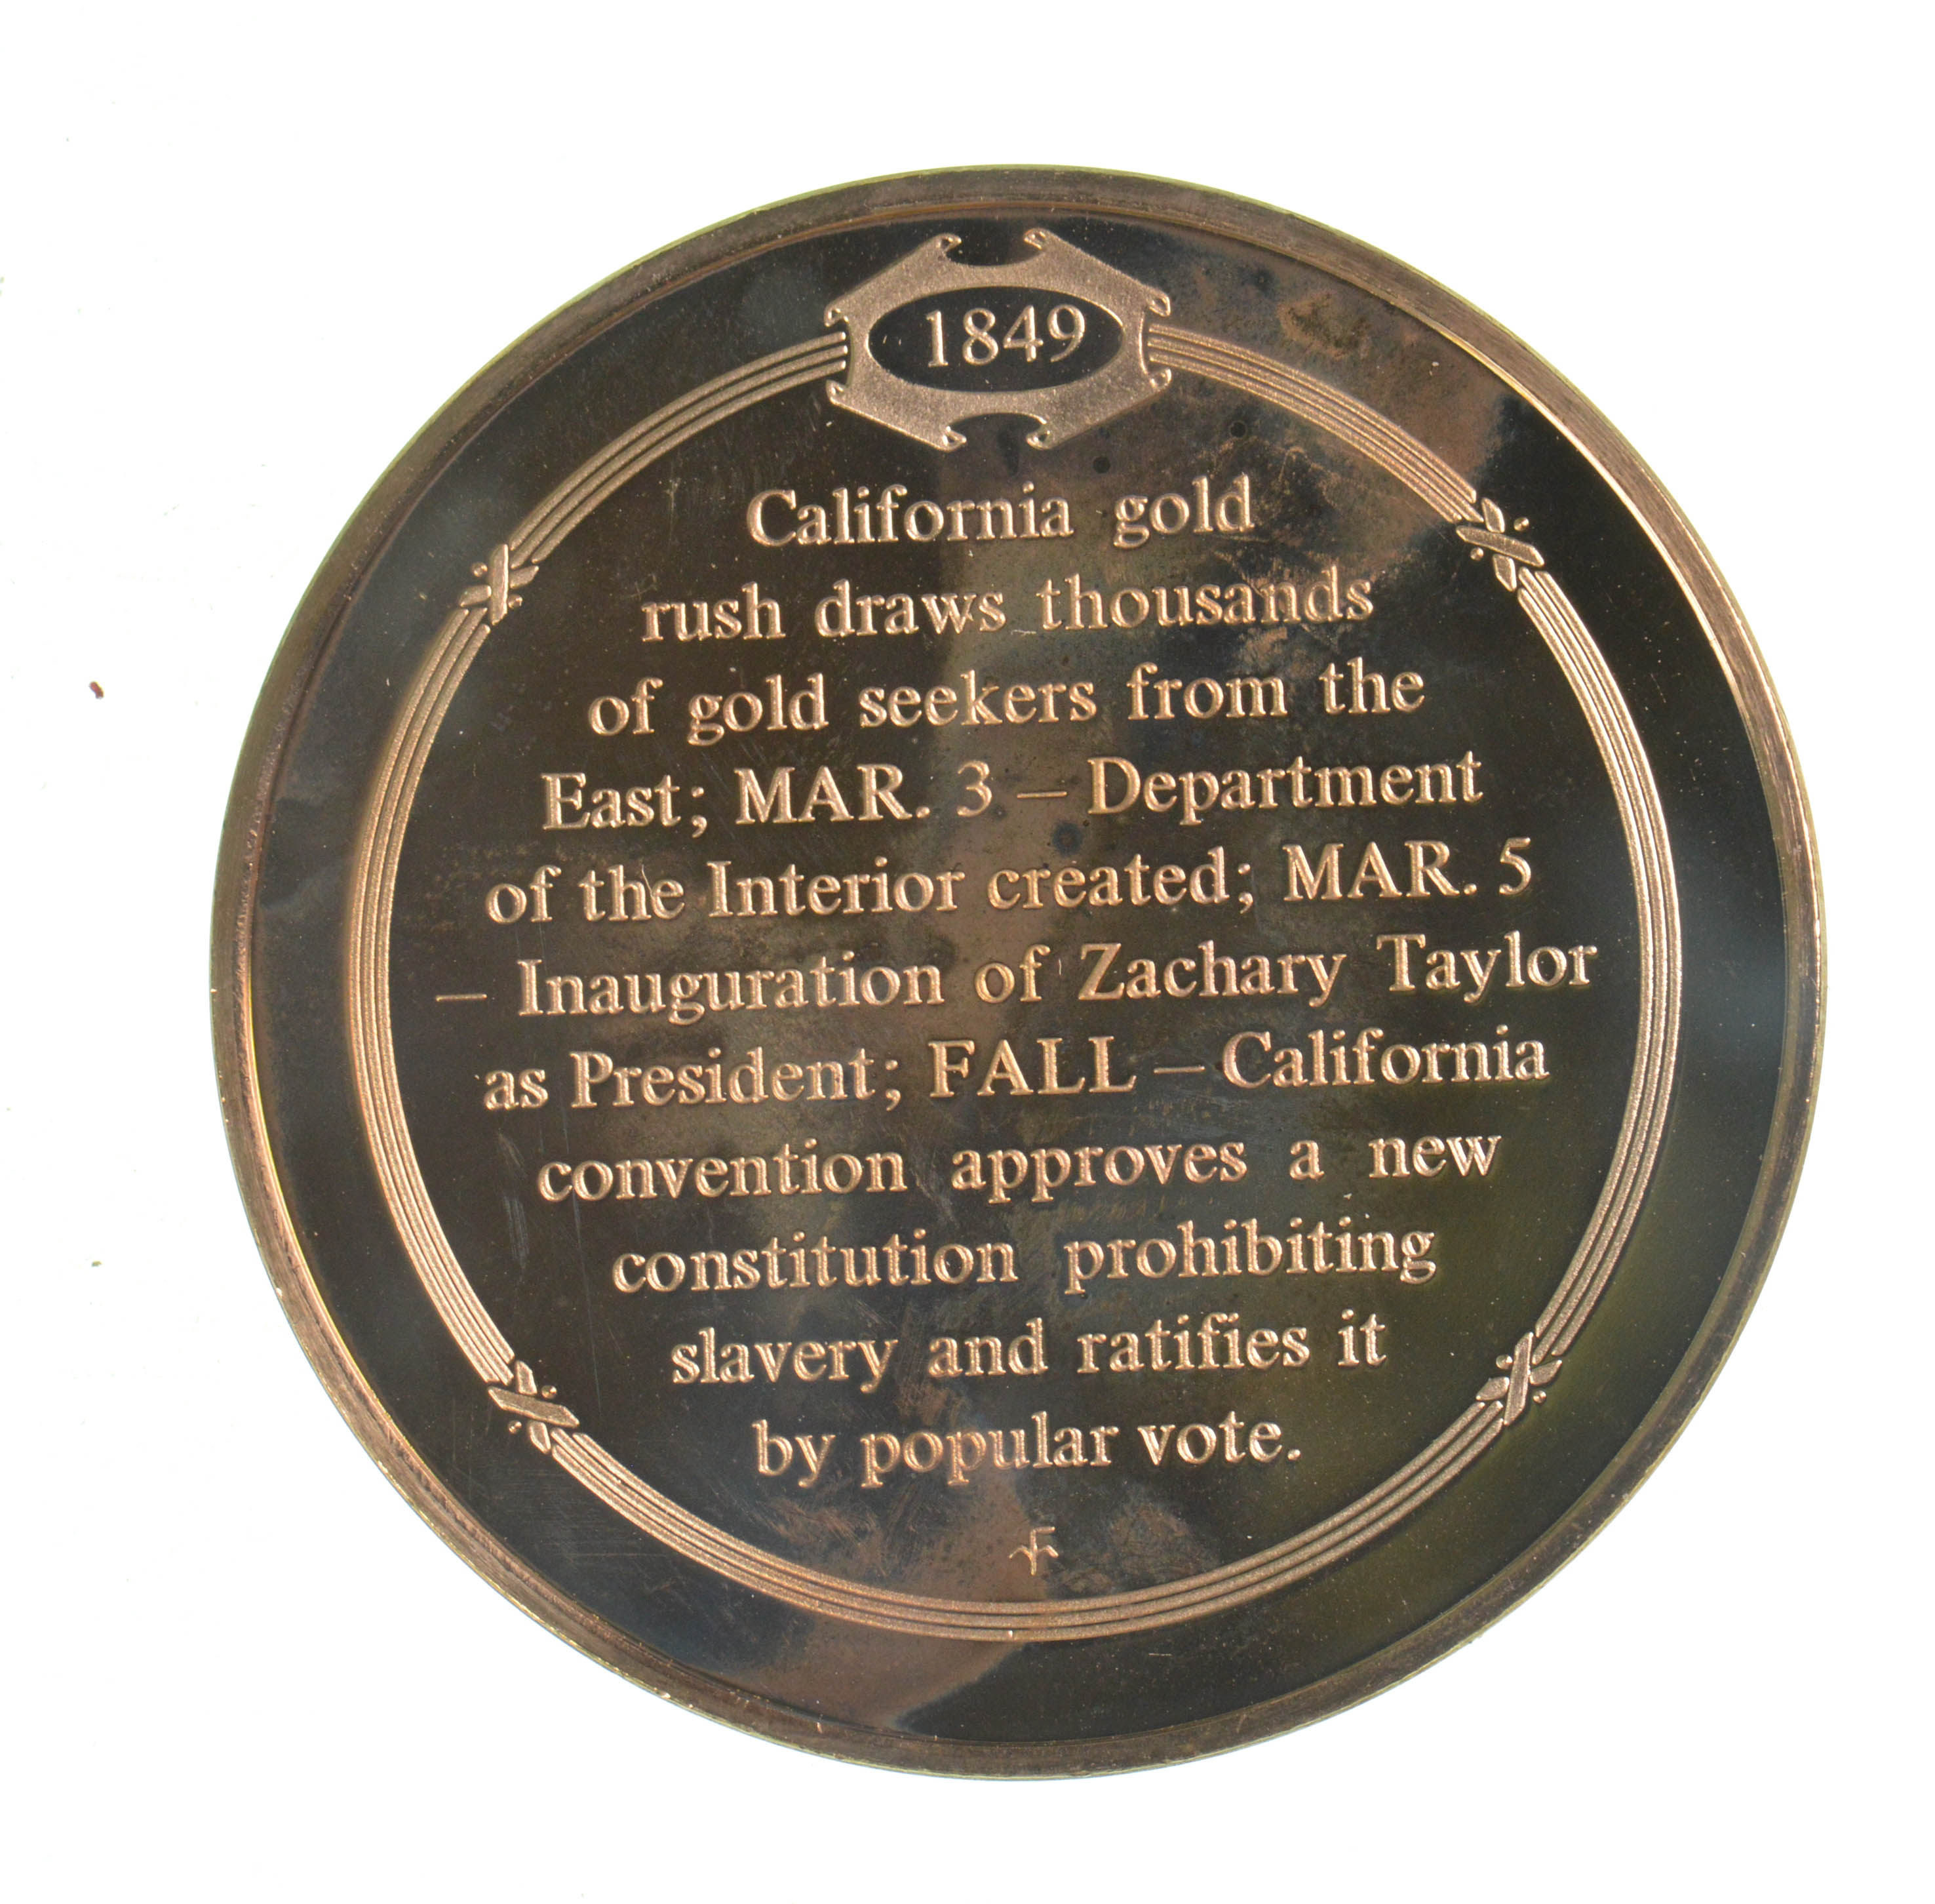 1849
California gold
rush draws thousands
of gold seekers from the
East; MAR. 3 – Department
of the Interior created; MAR. 5
– Inauguration of Zachary Taylor
as President; FALL – California
convention approves a new
constitution prohibiting
slavery and ratifies it
by popular vote.